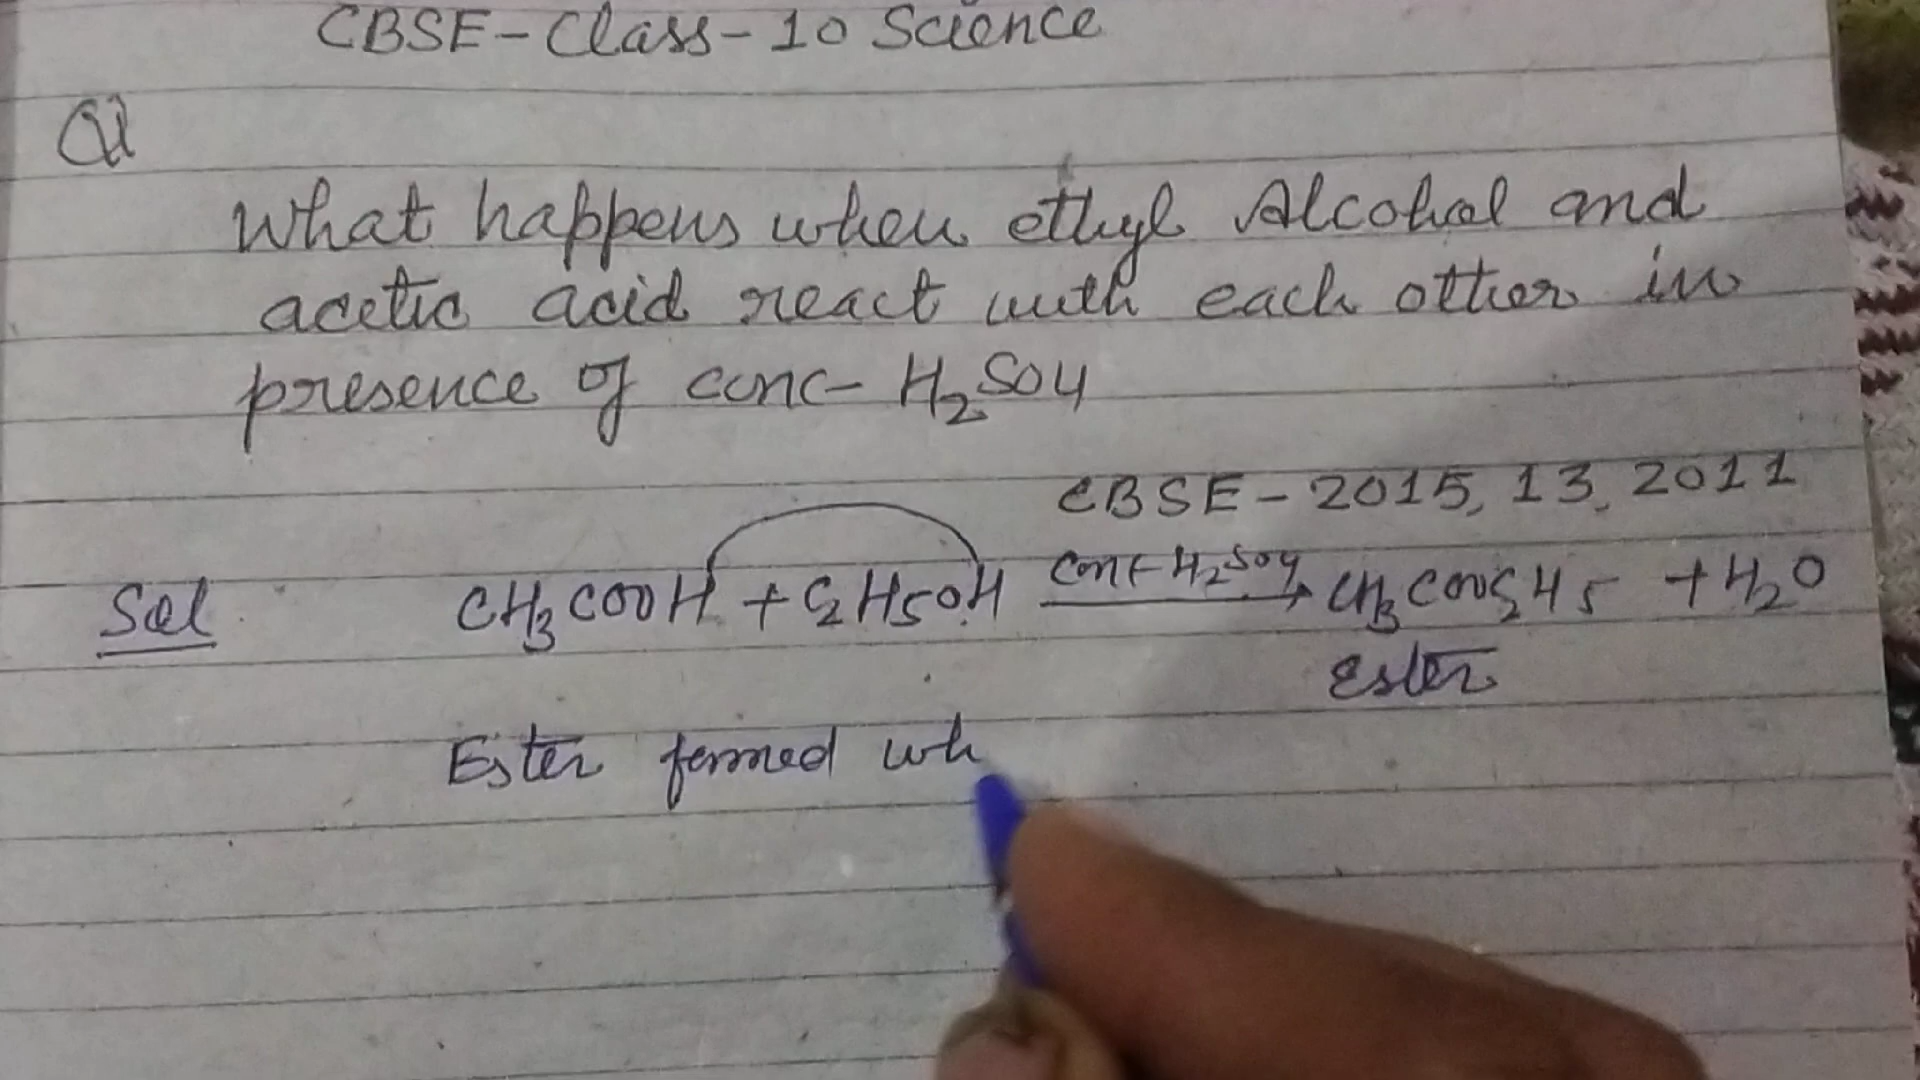 CBSE-Class-10 Science
Q1
What happens when ethyl Alcohol and
acetic acid react with each other in
presence of conc- H2SO4
CBSE-2015, 13, 2011
Sol. CH3COOH + C2H5OH conc-H2SO4 → CH3COOC2H5 + H2O
Ester
Ester formed wh